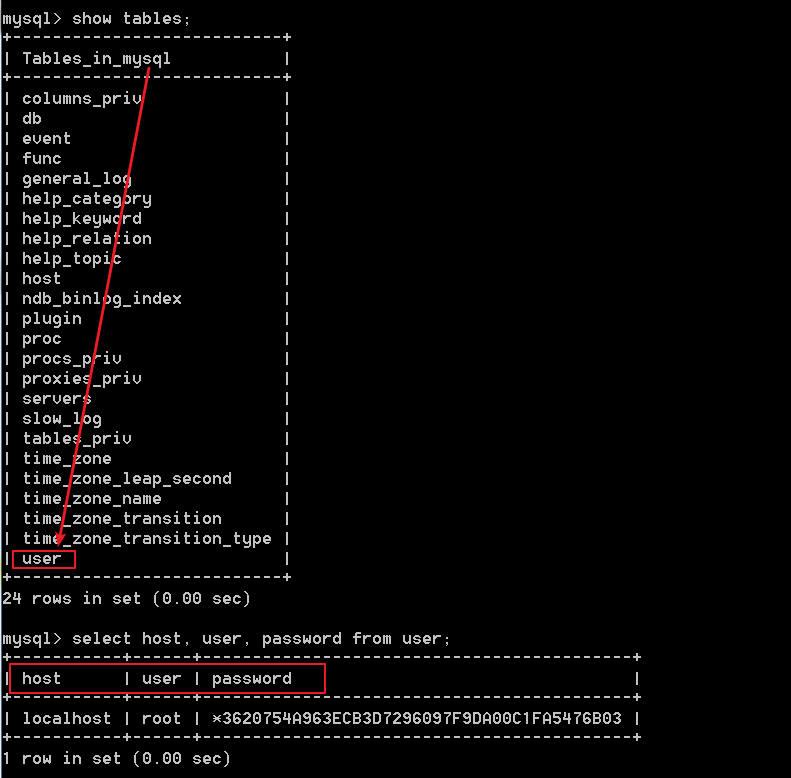 mysql> show tables;
+----------------------------+
| Tables_in_mysql            |
+----------------------------+
| columns_priv               |
| db                         |
| event                      |
| func                       |
| general_log                |
| help_category              |
| help_keyword               |
| help_relation              |
| help_topic                 |
| host                       |
| ndb_binlog_index           |
| plugin                     |
| proc                       |
| procs_priv                 |
| proxies_priv               |
| servers                    |
| slow_log                   |
| tables_priv                |
| time_zone                  |
| time_zone_leap_second      |
| time_zone_name             |
| time_zone_transition       |
| time_zone_transition_type |
| user                       |
+----------------------------+
24 rows in set (0.00 sec)
mysql> select host, user, password from user;
+-----------+------+-------------------------------------------+
| host      | user | password                                  |
+-----------+------+-------------------------------------------+
| localhost | root | *3620754A963ECB3D7296097F9DA00C1FA5476B03 |
+-----------+------+-------------------------------------------+
1 row in set (0.00 sec)